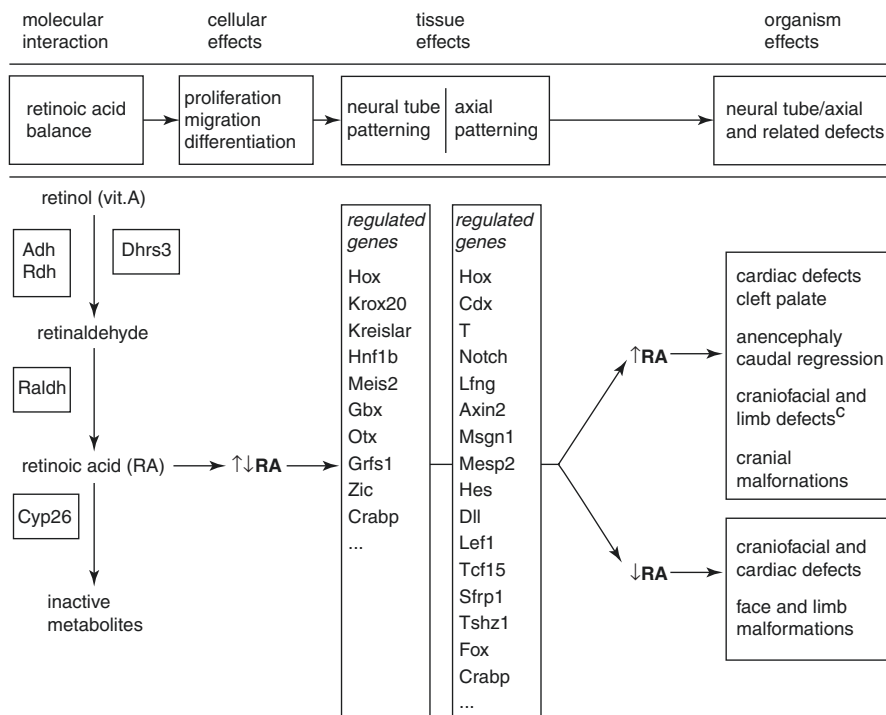 molecular
interaction
cellular
effects
tissue
effects
organism
effects
retinoic acid
balance
proliferation
migration
differentiation
neural tube
patterning
axial
patterning
neural tube/axial
and related defects
retinol (vit.A)
Adh
Rdh
Dhrs3
retinaldehyde
Raldh
retinoic acid (RA)
↑↓RA
Cyp26
inactive
metabolites
regulated
genes
Hox
Krox20
Kreislar
Hnf1b
Meis2
Gbx
Otx
Grfs1
Zic
Crabp
...
regulated
genes
Hox
Cdx
T
Notch
Lfng
Axin2
Msgn1
Mesp2
Hes
Dll
Lef1
Tcf15
Sfrp1
Tshz1
Fox
Crabp
...
↑RA
cardiac defects
cleft palate
anencephaly
caudal regression
craniofacial and
limb defectsᶜ
cranial
malfornations
↓RA
craniofacial and
cardiac defects
face and limb
malformations